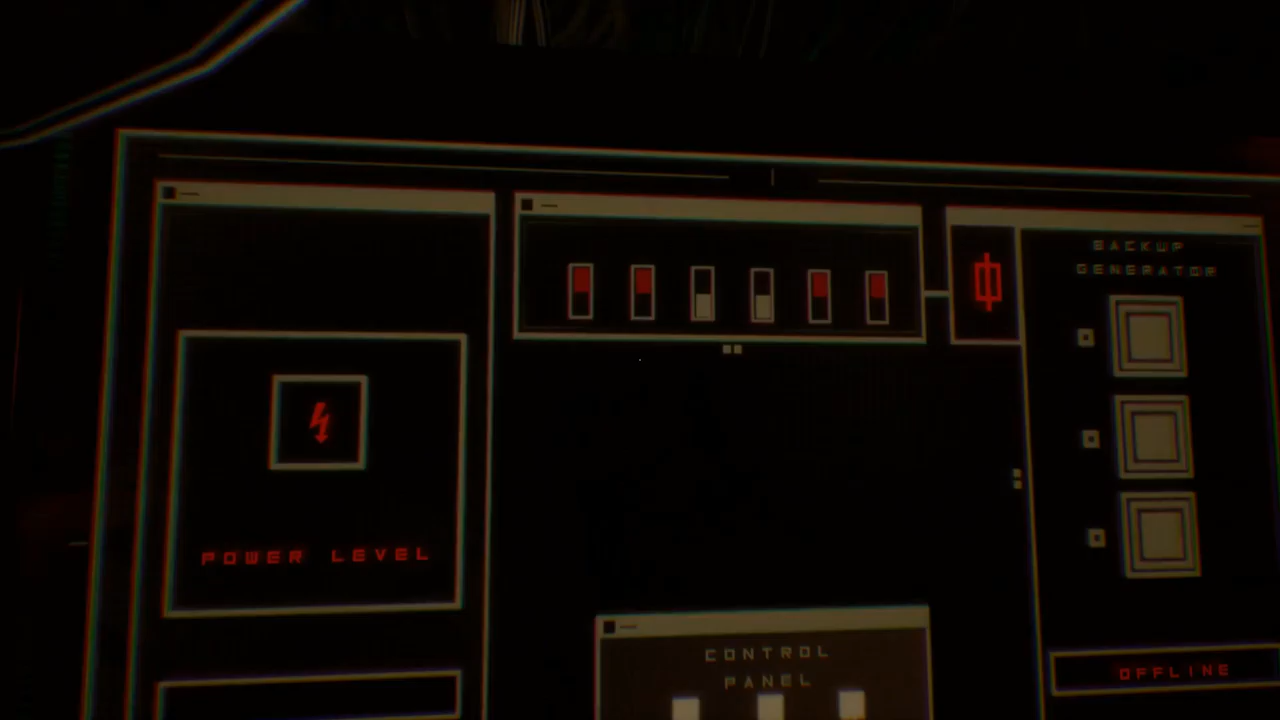 BACKUP
GENERATOR
POWER LEVEL
CONTROL
PANEL
OFFLINE